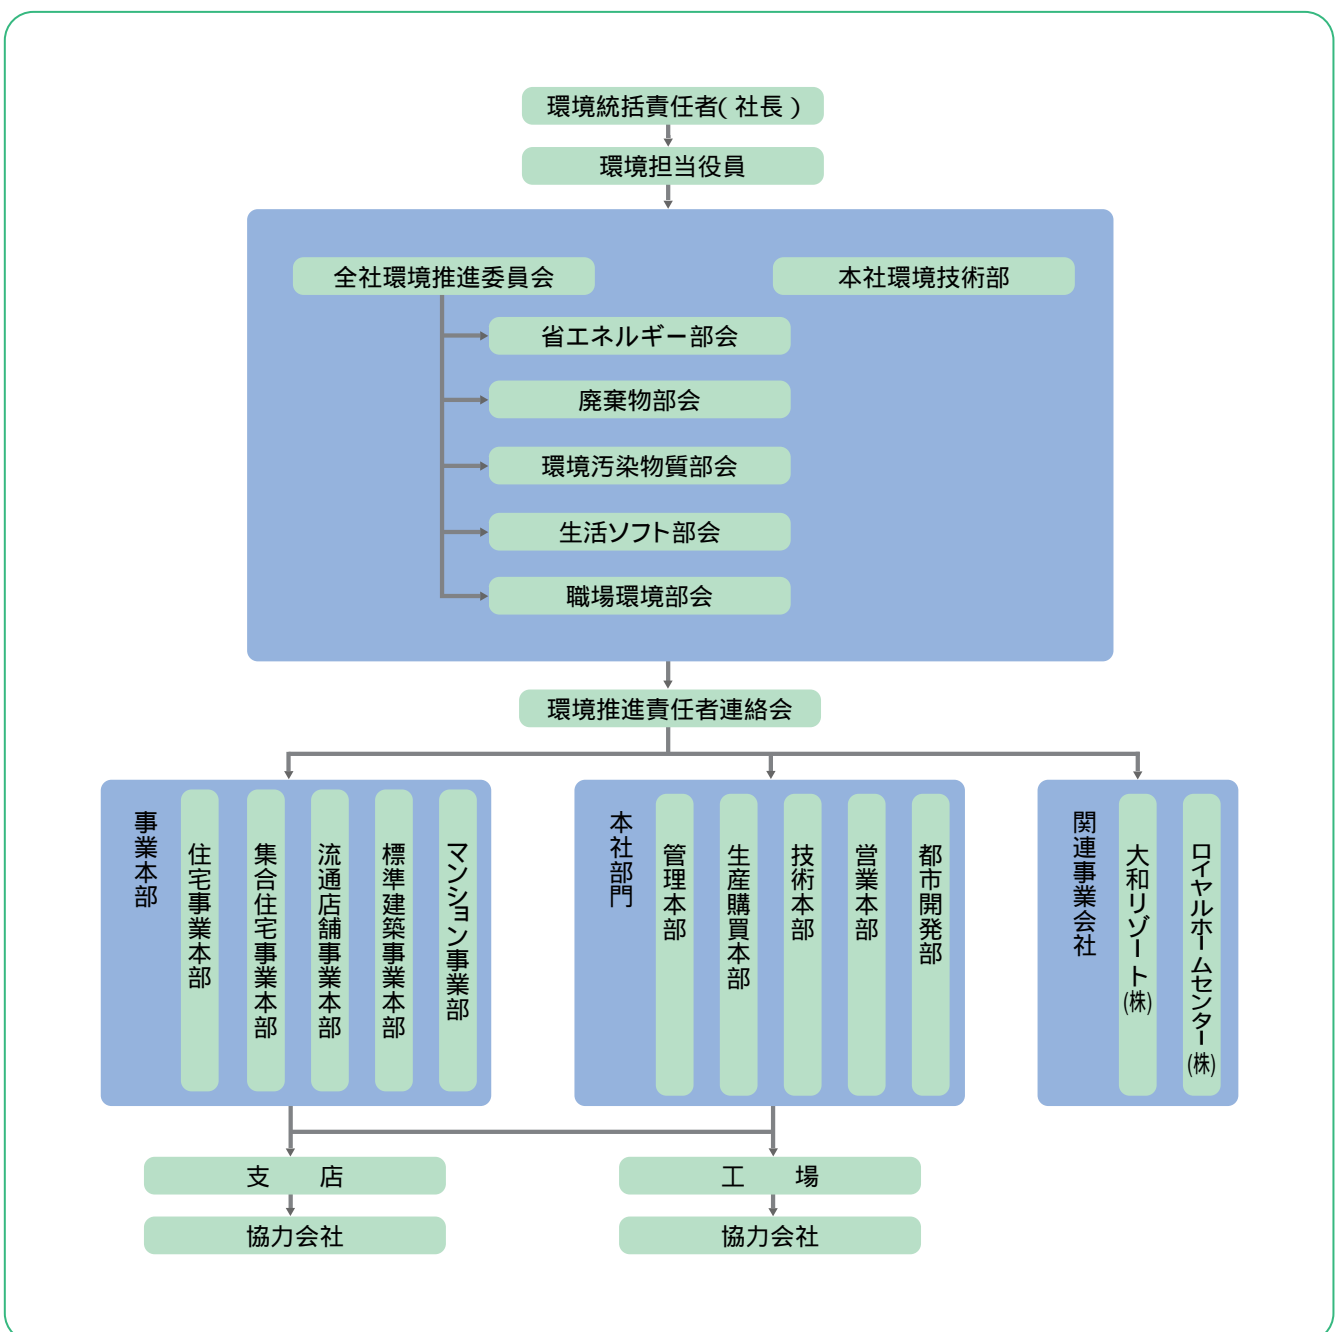 環境統括責任者(社長)
環境担当役員
全社環境推進委員会
本社環境技術部
省エネルギー部会
廃棄物部会
環境汚染物質部会
生活ソフト部会
職場環境部会
環境推進責任者連絡会
事業本部
住宅事業本部
集合住宅事業本部
流通店舗事業本部
標準建築事業本部
マンション事業部
本社部門
管理本部
生産購買本部
技術本部
営業本部
都市開発部
関連事業会社
大和リゾート(株)
ロイヤルホームセンター(株)
支　店
工　場
協力会社
協力会社